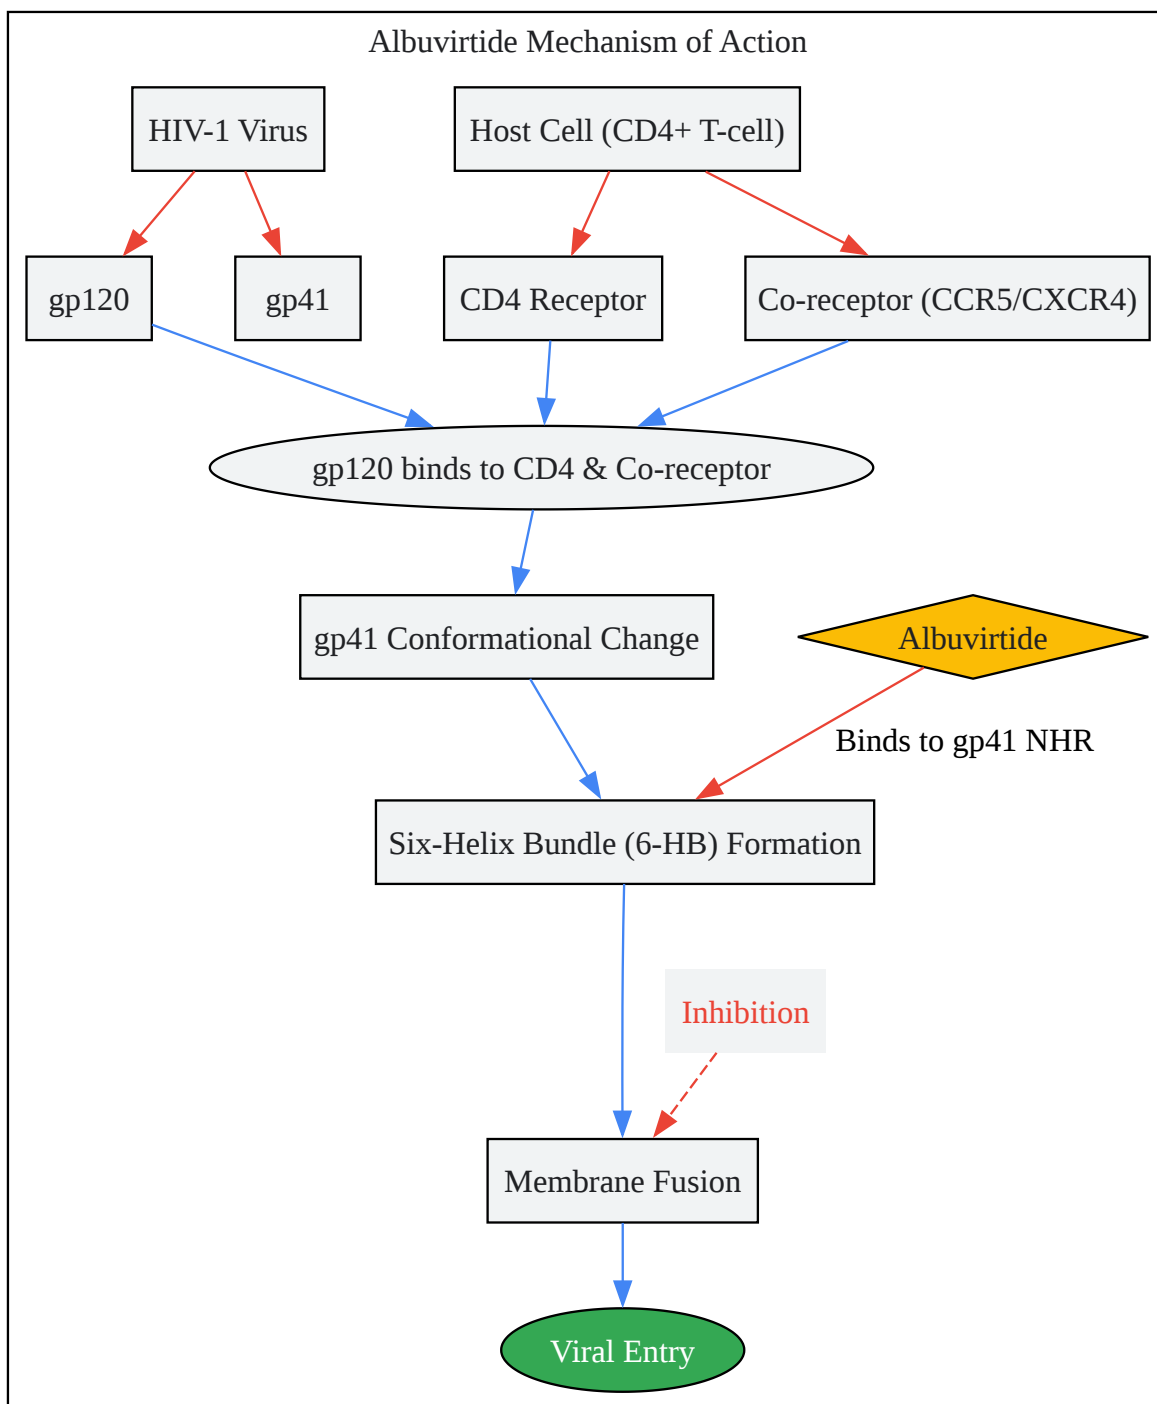 Albuvirtide Mechanism of Action
HIV-1 Virus
Host Cell (CD4+ T-cell)
gp120
gp41
CD4 Receptor
Co-receptor (CCR5/CXCR4)
gp120 binds to CD4 & Co-receptor
gp41 Conformational Change
Albuvirtide
Binds to gp41 NHR
Six-Helix Bundle (6-HB) Formation
Inhibition
Membrane Fusion
Viral Entry